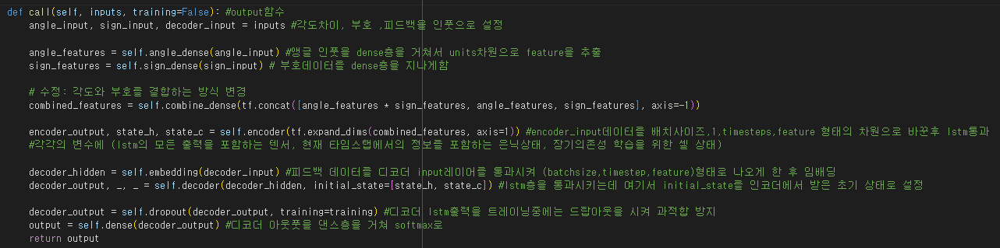 def call(self, inputs, training=False): #output함수
angle_input, sign_input, decoder_input = inputs #각도차이, 부호 ,피드백을 인풋으로 설정
angle_features = self.angle_dense(angle_input) #앵글 인풋을 dense층을 거쳐서 units차원으로 feature을 추출
sign_features = self.sign_dense(sign_input) # 부호데이터를 dense층을 지나게함
# 수정: 각도와 부호를 결합하는 방식 변경
combined_features = self.combine_dense(tf.concat([angle_features * sign_features, angle_features, sign_features], axis=-1))
encoder_output, state_h, state_c = self.encoder(tf.expand_dims(combined_features, axis=1)) #encoder_input데이터를 배치사이즈,1,timesteps,feature 형태의 차원으로 바꾼후 lstm통과
#각각의 변수에 (lstm의 모든 출력을 포함하는 텐서, 현재 타임스탭에서의 정보를 포함하는 은닉상태, 장기의존성 학습을 위한 셀 상태)
decoder_hidden = self.embedding(decoder_input) #피드백 데이터를 디코더 input레이어를 통과시켜 (batchsize,timestep,feature)형태로 나오게 한 후 임배딩
decoder_output, _, _ = self.decoder(decoder_hidden, initial_state=[state_h, state_c]) #lstm층을 통과시키는데 여기서 initial_state를 인코더에서 받은 초기 상태로 설정
decoder_output = self.dropout(decoder_output, training=training) #디코더 lstm출력을 트레이닝중에는 드랍아웃을 시켜 과적합 방지
output = self.dense(decoder_output) #디코더 아웃풋을 댄스층을 거쳐 softmax로
return output